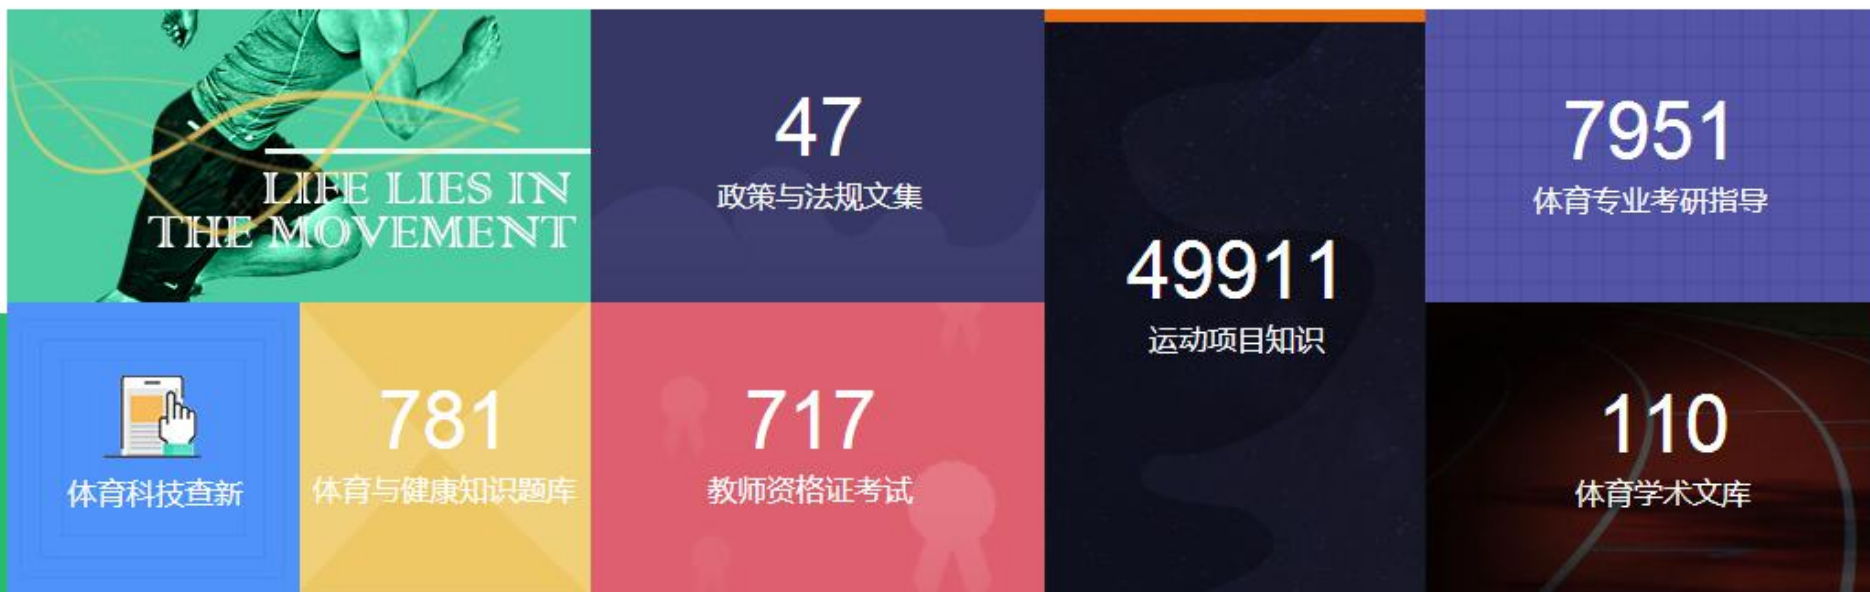 LIFE LIES IN
THE MOVEMENT
47
政策与法规文集
49911
运动项目知识
7951
体育专业考研指导
体育科技查新
781
体育与健康知识题库
717
教师资格证考试
110
体育学术文库